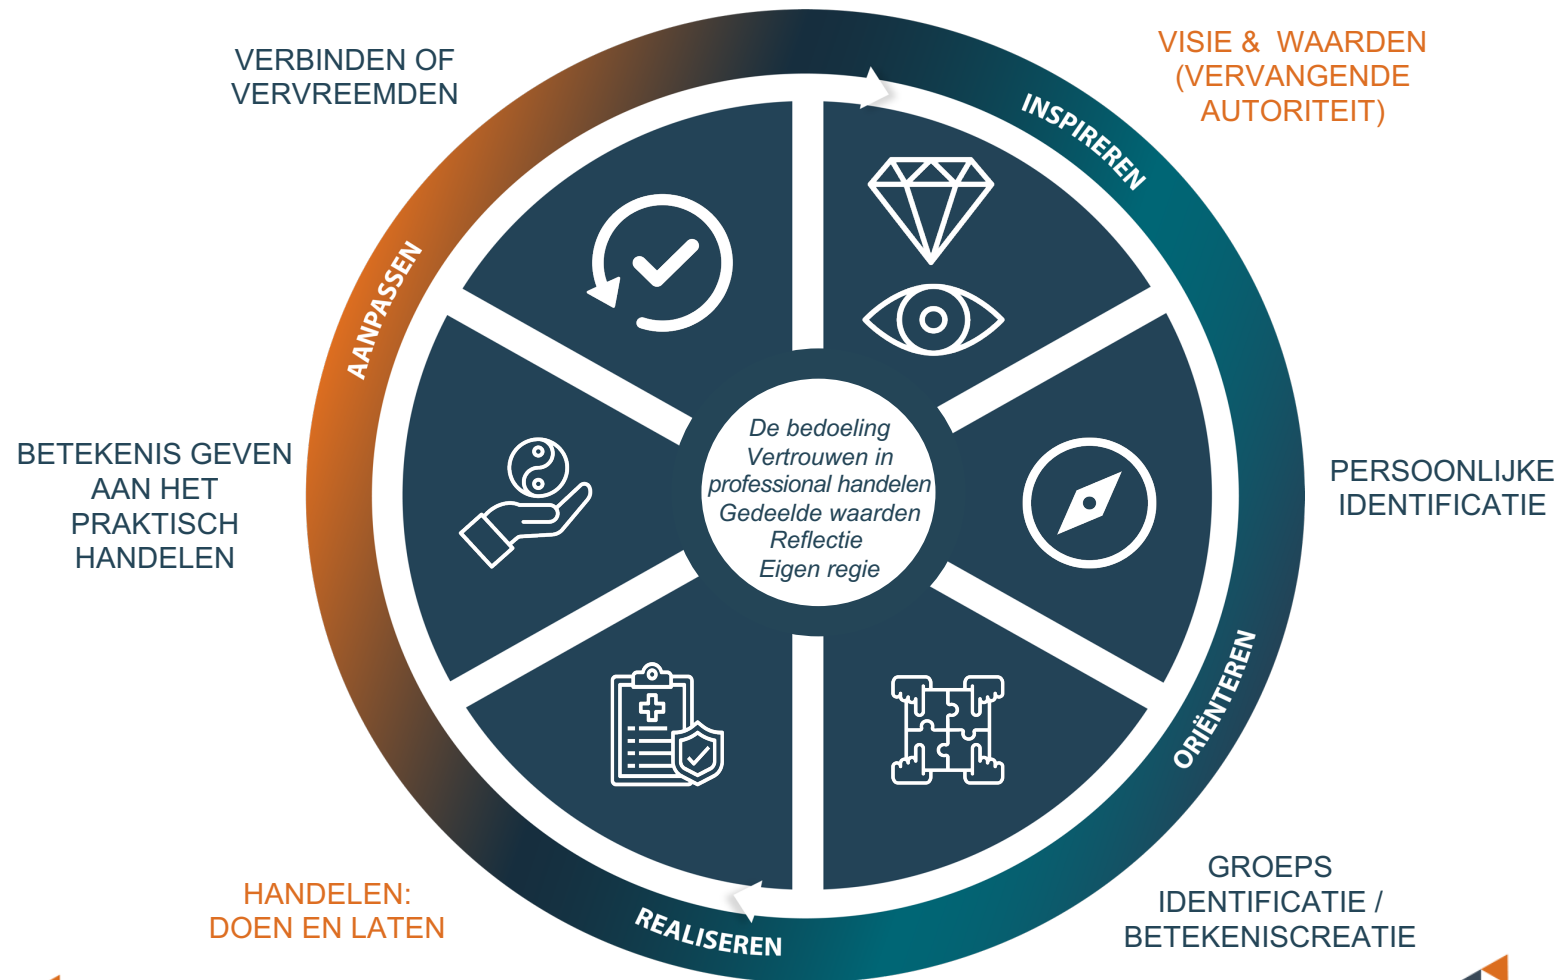 VERBINDEN OF
VERVREEMDEN
VISIE & WAARDEN
(VERVANGENDE
AUTORITEIT)
INSPIREREN
AANPASSEN
De bedoeling
Vertrouwen in
professional handelen
Gedeelde waarden
Reflectie
Eigen regie
BETEKENIS GEVEN
AAN HET
PRAKTISCH
HANDELEN
PERSOONLIJKE
IDENTIFICATIE
ORIËNTEREN
HANDELEN:
DOEN EN LATEN
REALISEREN
GROEPS
IDENTIFICATIE /
BETEKENISCREATIE